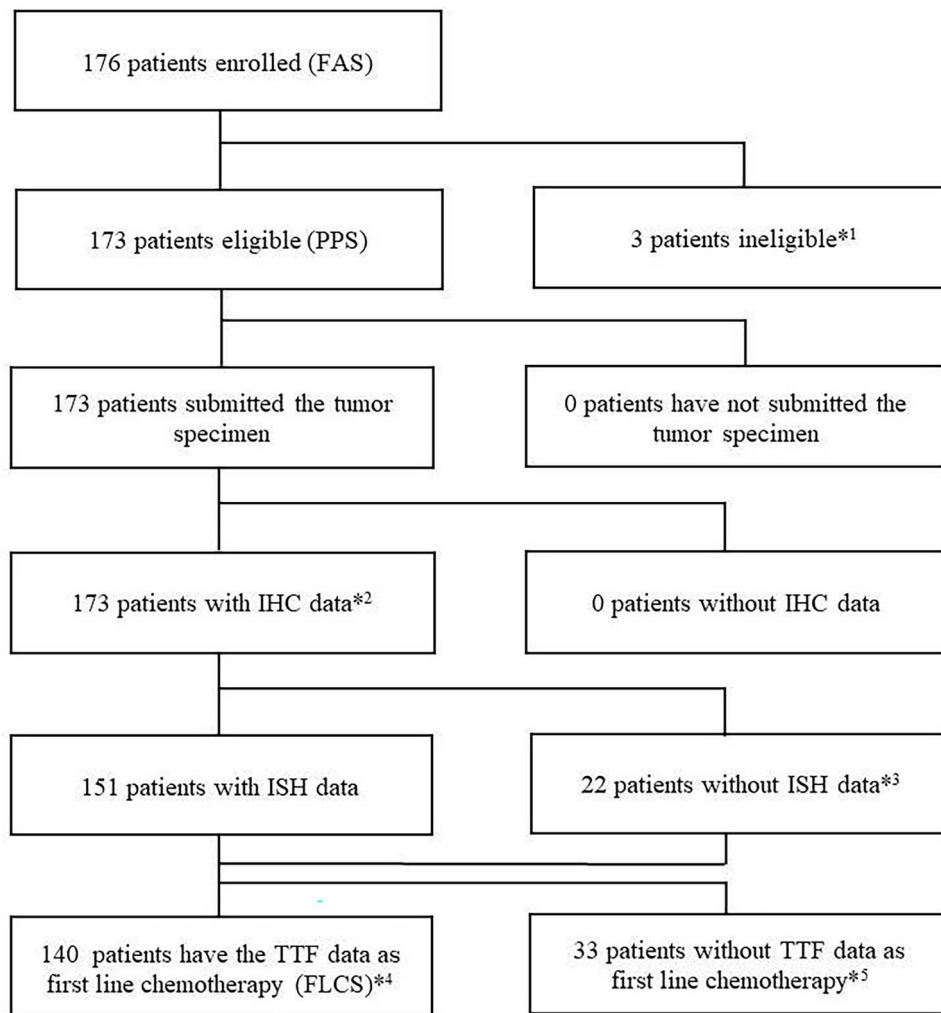 176 patients enrolled (FAS)
173 patients eligible (PPS)
3 patients ineligible*1
173 patients submitted the tumor
specimen
0 patients have not submitted the
tumor specimen
173 patients with IHC data*2
0 patients without IHC data
151 patients with ISH data
22 patients without ISH data*3
140 patients have the TTF data as
first line chemotherapy (FLCS)*4
33 patients without TTF data as
first line chemotherapy*5